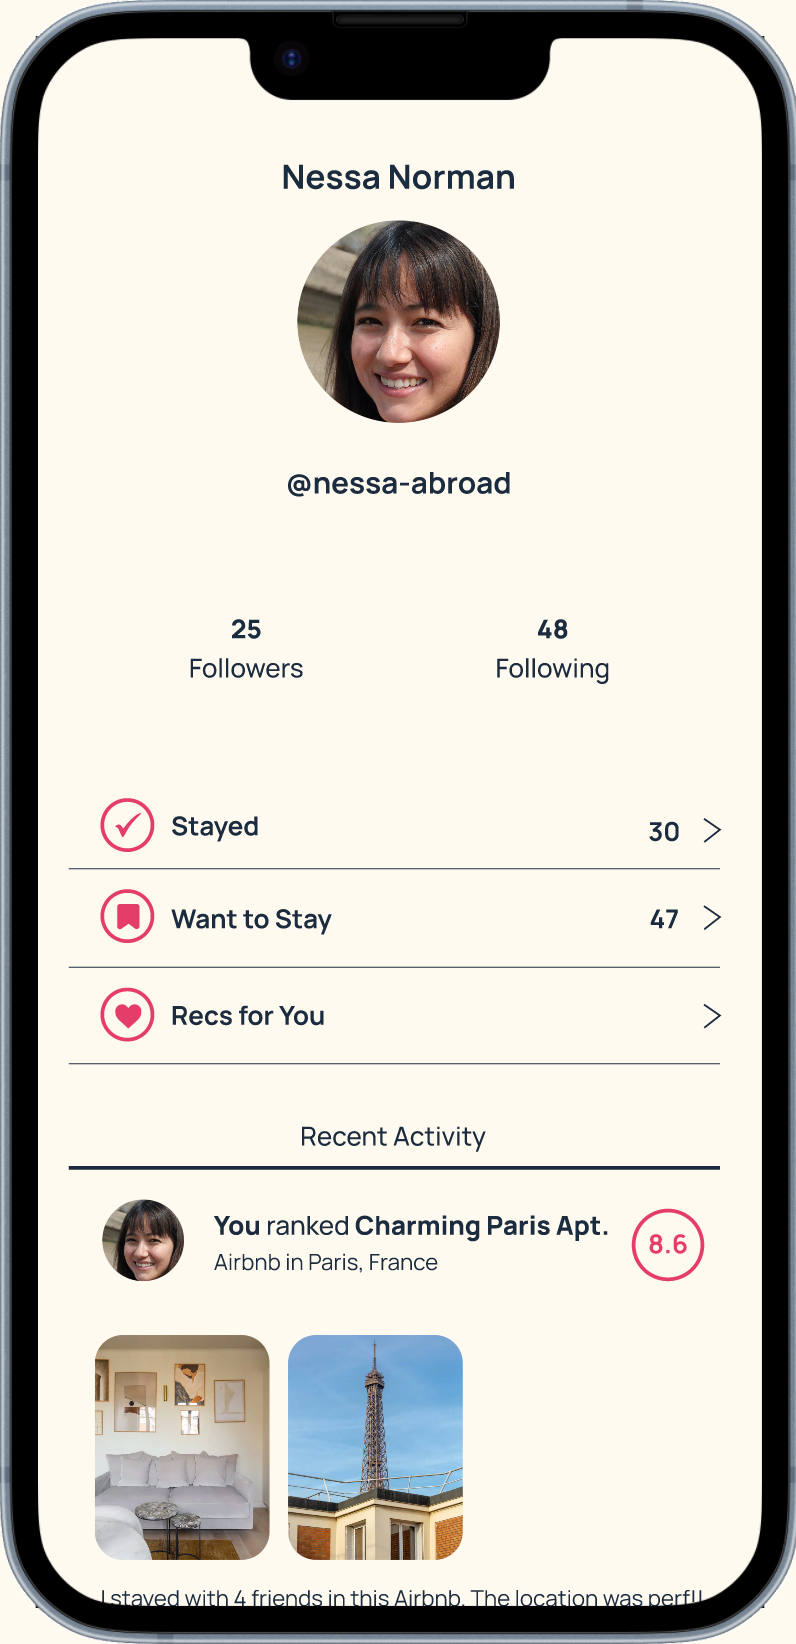 Nessa Norman
@nessa-abroad
25
48
Followers
Following
Stayed
30
Want to Stay
47
Recs for You
Recent Activity
You ranked Charming Paris Apt.
8.6
Airbnb in Paris, France
I stayed with 4 friends in this Airbnb. The location was